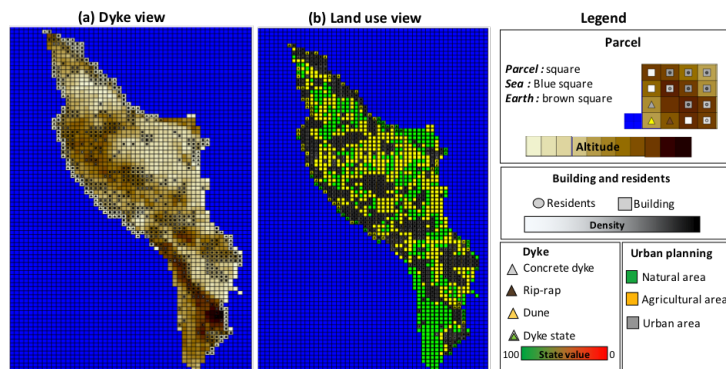 (a) Dyke view
(b) Land use view
Legend
Parcel
Parcel : square
Sea : Blue square
Earth : brown square
Altitude
Building and residents
Residents
Building
Density
Dyke
Concrete dyke
Rip-rap
Dune
Dyke state
100
State value
0
Urban planning
Natural area
Agricultural area
Urban area